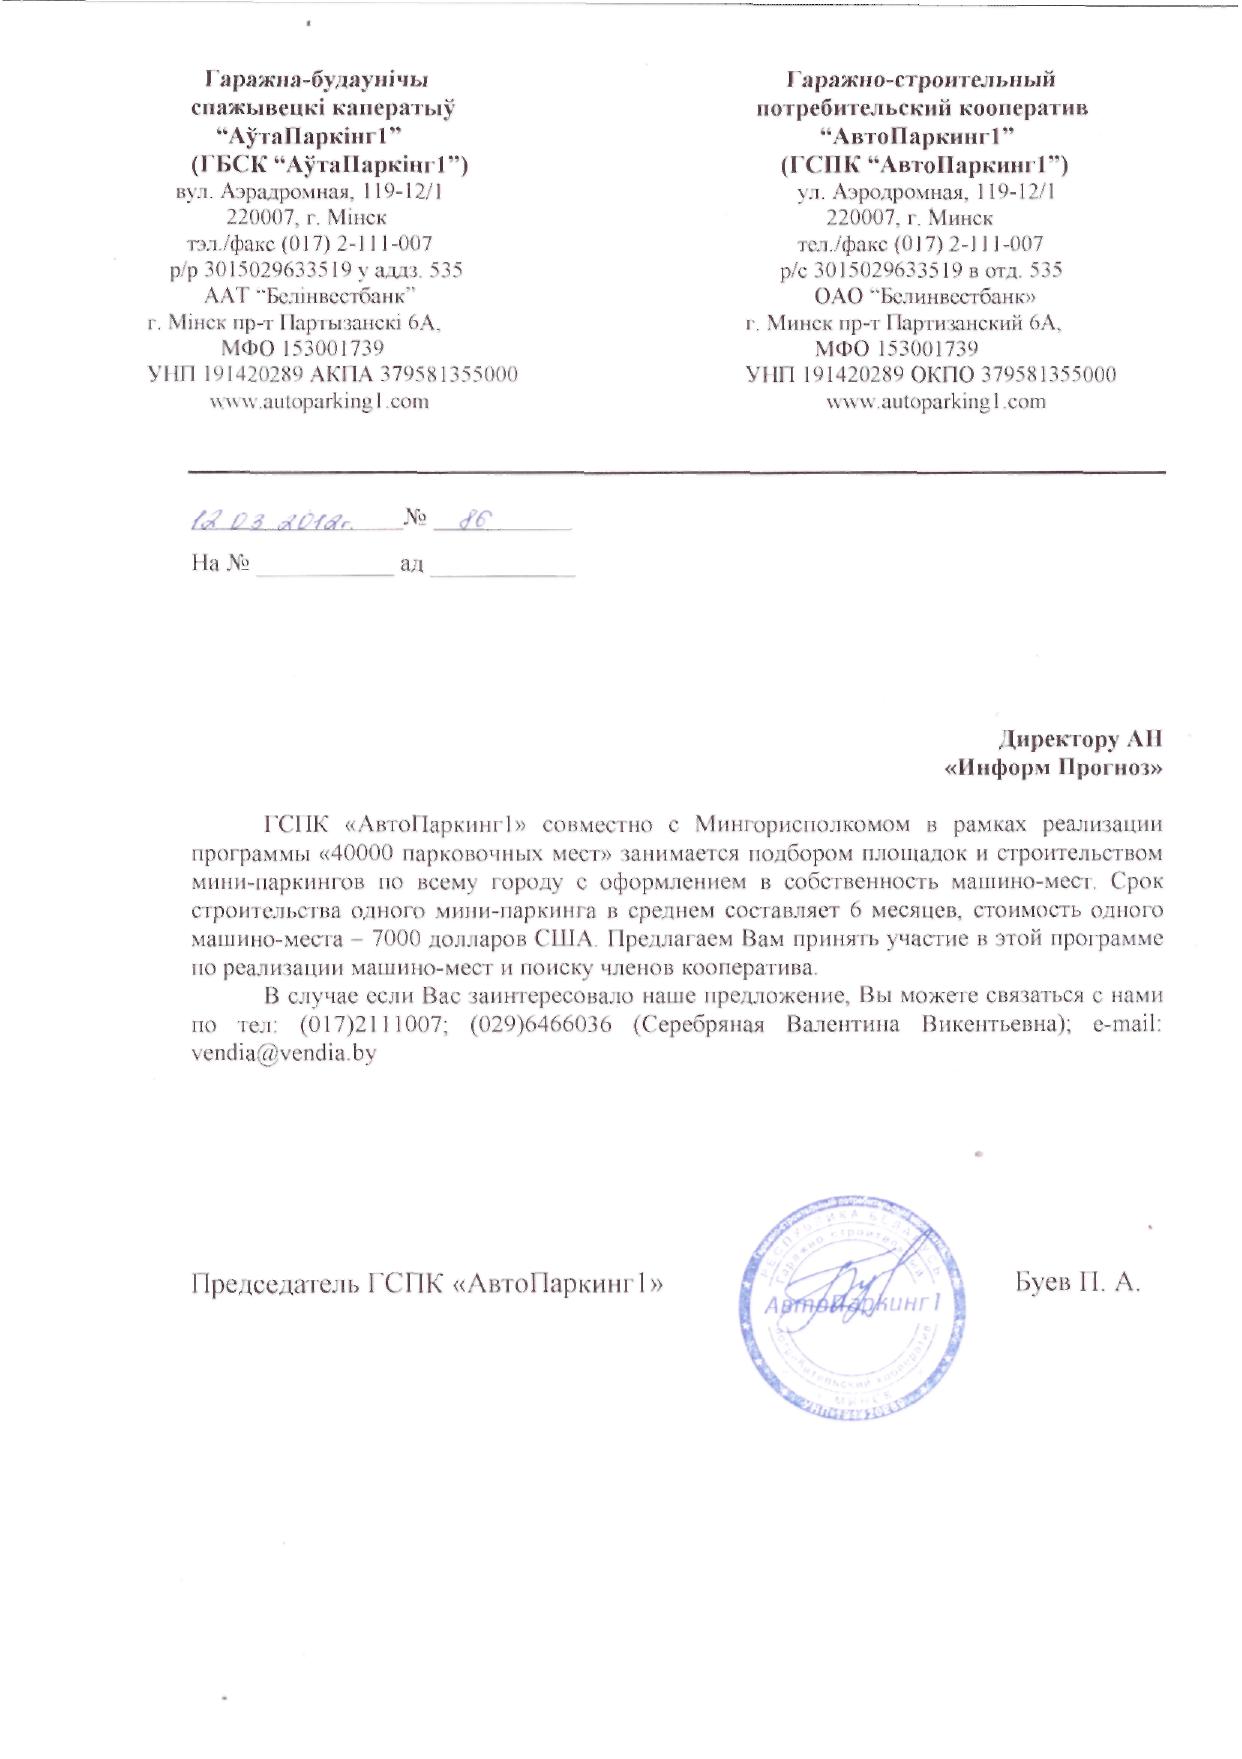 Гаражна-будаўнічы
спажывецкі каператыў
“АўтаПаркінг1”
(ГБСК “АўтаПаркінг1”)
вул. Аэрадромная, 119-12/1
220007, г. Мінск
тэл./факс (017) 2-111-007
р/р 3015029633519 у аддз. 535
ААТ “Белінвестбанк”
г. Мінск пр-т Партызанскі 6А,
МФО 153001739
УНП 191420289 АКПА 379581355000
www.autoparking1.com
Гаражно-строительный
потребительский кооператив
“АвтоПаркинг1”
(ГСПК “АвтоПаркинг1”)
ул. Аэродромная, 119-12/1
220007, г. Минск
тел./факс (017) 2-111-007
р/с 3015029633519 в отд. 535
ОАО “Белинвестбанк»
г. Минск пр-т Партизанский 6А,
МФО 153001739
УНП 191420289 ОКПО 379581355000
www.autoparking1.com
12 03 2012г. № 86
На № ад
Директору АН
«Информ Прогноз»
ГСПК «АвтоПаркинг1» совместно с Мингорисполкомом в рамках реализации
программы «40000 парковочных мест» занимается подбором площадок и строительством
мини-паркингов по всему городу с оформлением в собственность машино-мест. Срок
строительства одного мини-паркинга в среднем составляет 6 месяцев, стоимость одного
машино-места – 7000 долларов США. Предлагаем Вам принять участие в этой программе
по реализации машино-мест и поиску членов кооператива.
В случае если Вас заинтересовало наше предложение, Вы можете связаться с нами
по тел: (017)2111007; (029)6466036 (Серебряная Валентина Викентьевна); e-mail:
vendia@vendia.by
Председатель ГСПК «АвтоПаркинг1»
РЕСПУБЛИКА БЕЛАРУСЬ
Гаражно строительный
АвтоПаркинг1
потребительский кооператив
МИНСК
Буев П. А.